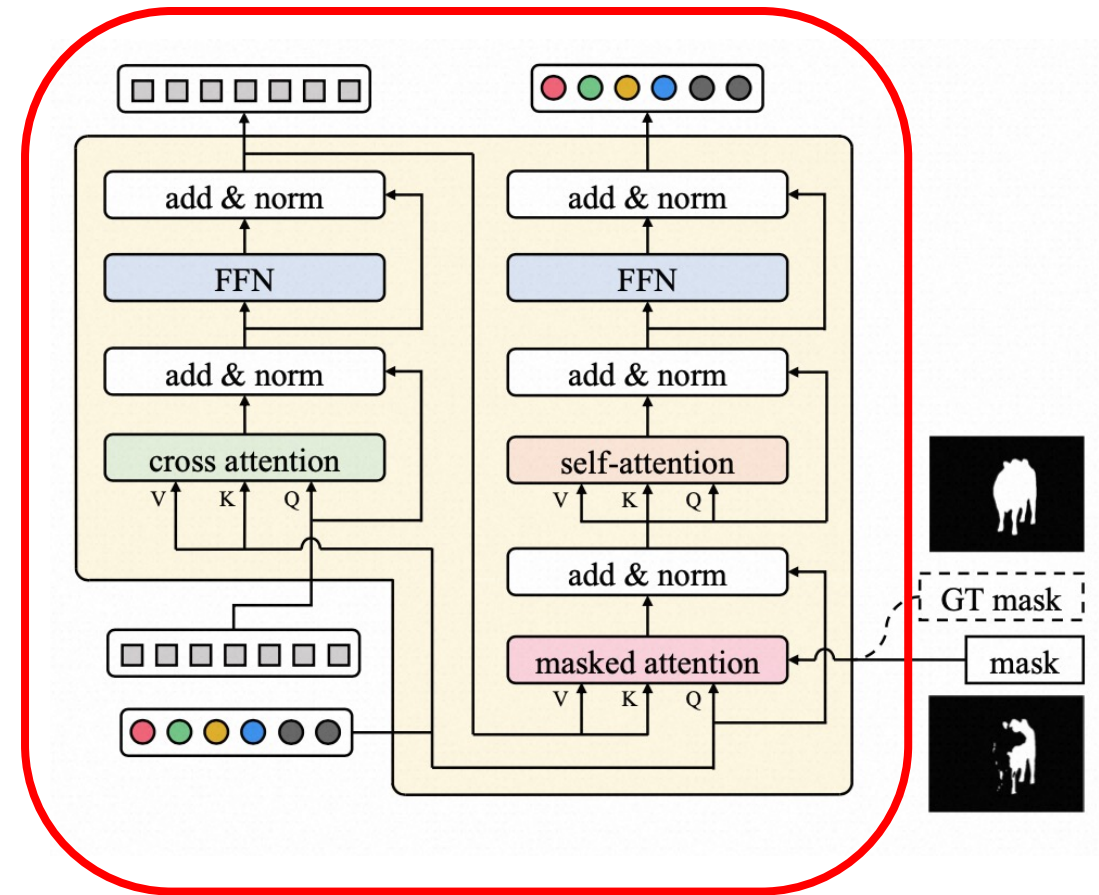 add & norm
FFN
add & norm
cross attention
V K Q
add & norm
FFN
add & norm
self-attention
V K Q
add & norm
masked attention
V K Q
GT mask
mask